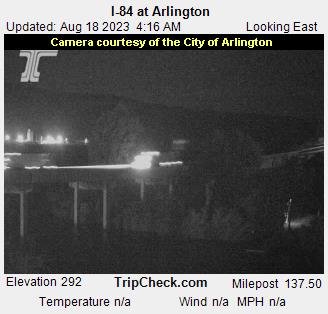 I-84 at Arlington
Updated: Aug 18 2023 4:16 AM Looking East
Camera courtesy of the City of Arlington
Elevation 292 TripCheck.com Milepost 137.50
Temperature n/a Wind n/a MPH n/a